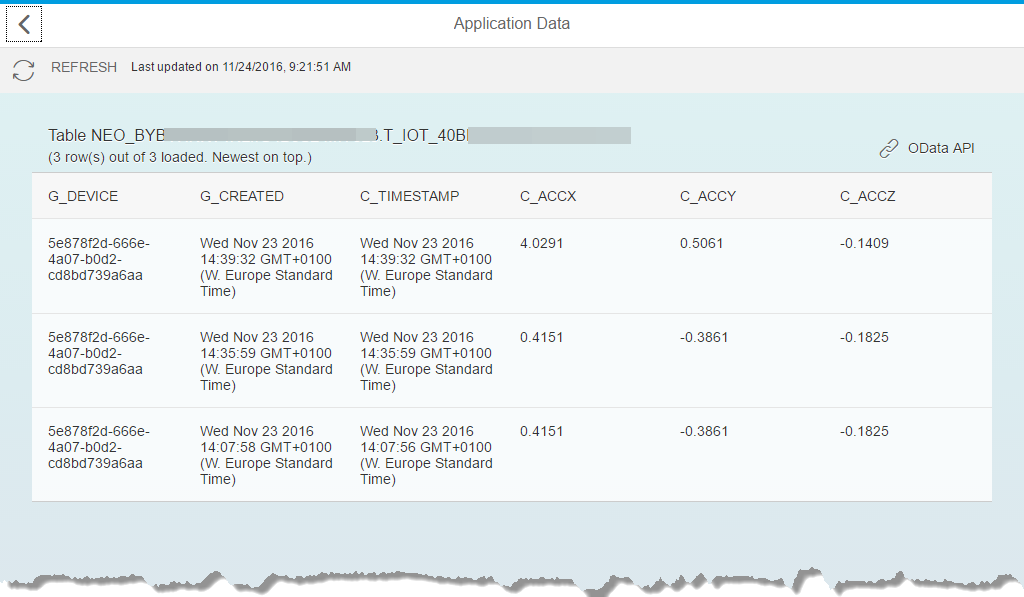 Application Data
REFRESH Last updated on 11/24/2016, 9:21:51 AM
Table NEO_BYB .T_IOT_40B
(3 row(s) out of 3 loaded. Newest on top.)
OData API
G_DEVICE G_CREATED C_TIMESTAMP C_ACCX C_ACCY C_ACCZ
5e878f2d-666e- Wed Nov 23 2016 Wed Nov 23 2016 4.0291 0.5061 -0.1409
4a07-b0d2- 14:39:32 GMT+0100 14:39:32 GMT+0100
cd8bd739a6aa (W. Europe Standard (W. Europe Standard
Time) Time)
5e878f2d-666e- Wed Nov 23 2016 Wed Nov 23 2016 0.4151 -0.3861 -0.1825
4a07-b0d2- 14:35:59 GMT+0100 14:35:59 GMT+0100
cd8bd739a6aa (W. Europe Standard (W. Europe Standard
Time) Time)
5e878f2d-666e- Wed Nov 23 2016 Wed Nov 23 2016 0.4151 -0.3861 -0.1825
4a07-b0d2- 14:07:58 GMT+0100 14:07:56 GMT+0100
cd8bd739a6aa (W. Europe Standard (W. Europe Standard
Time) Time)